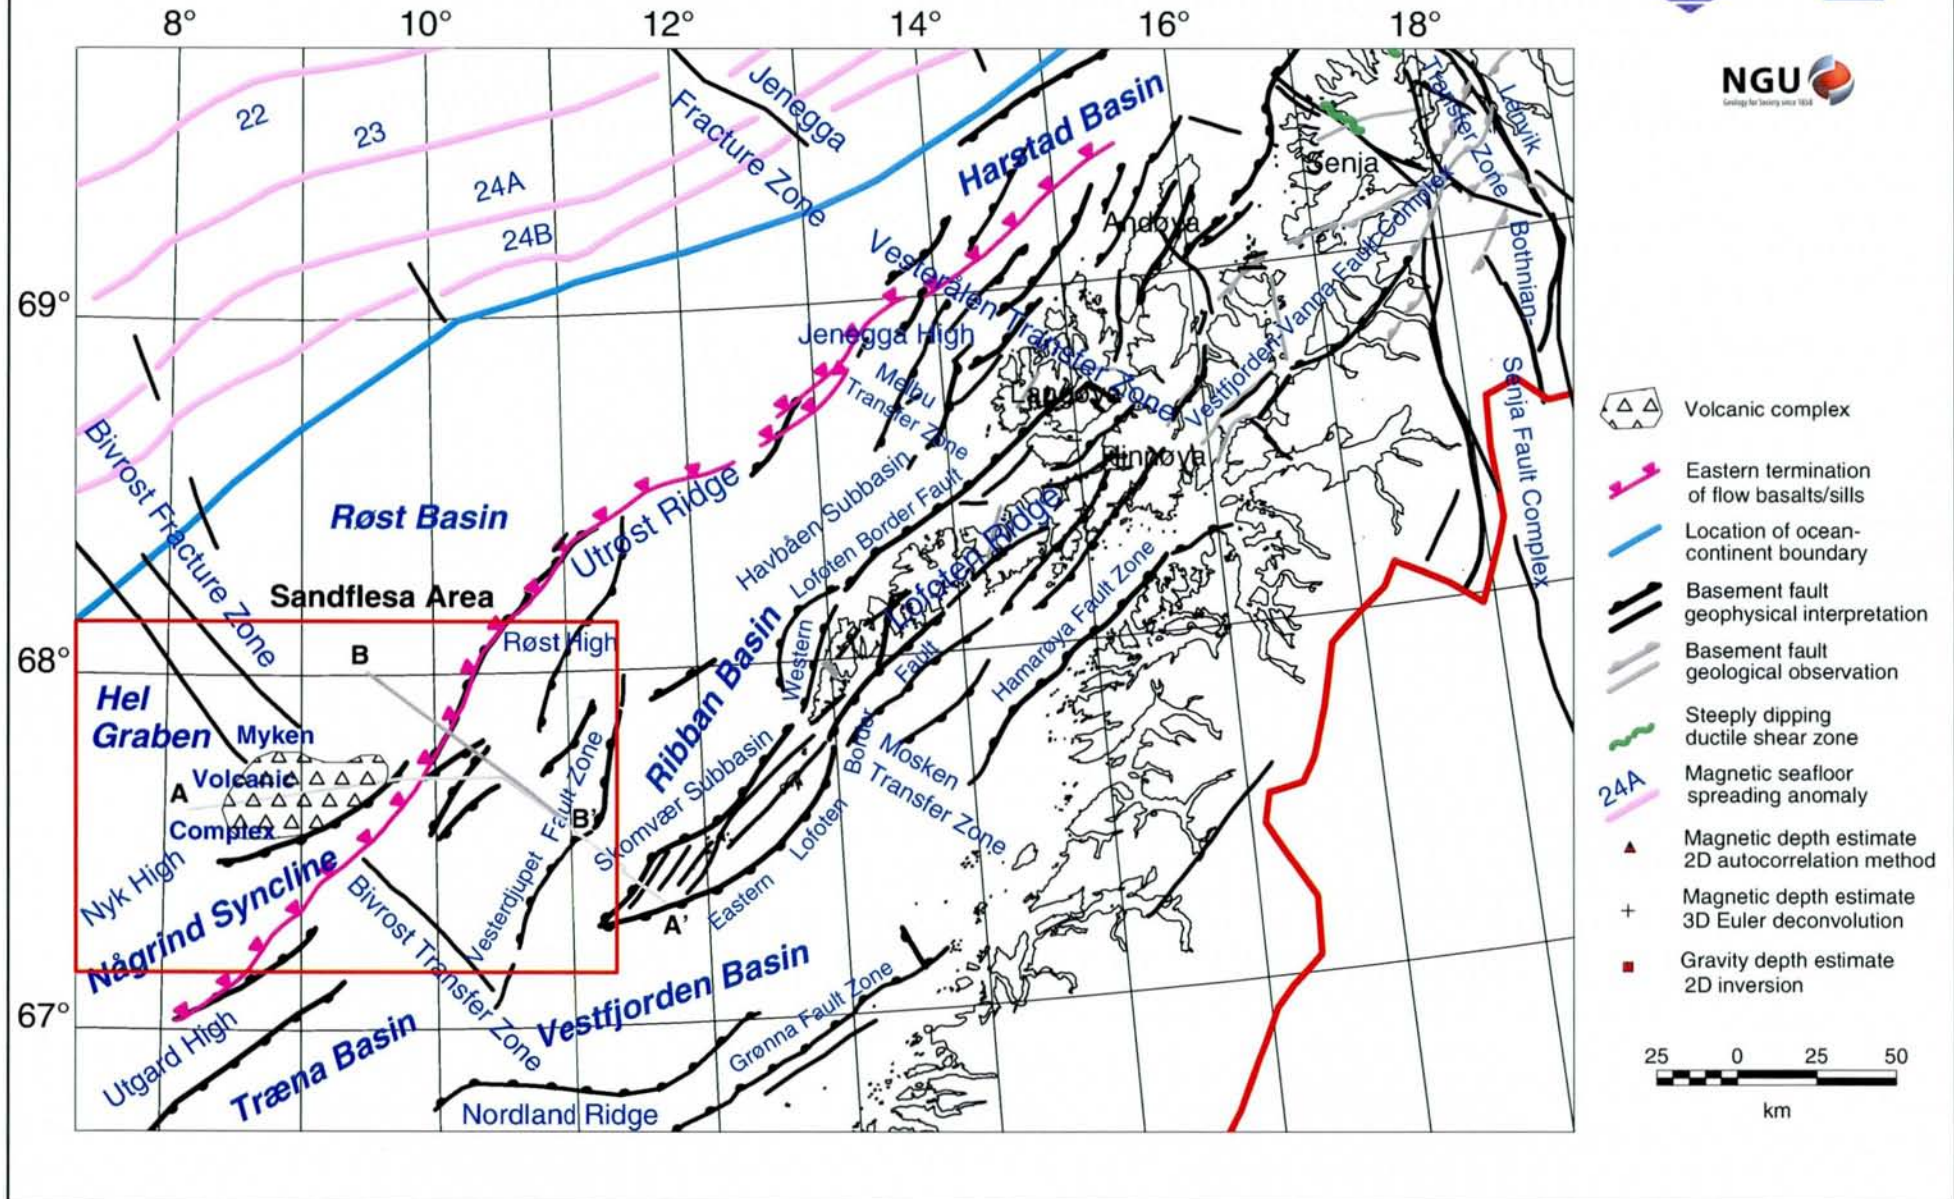 8° 10° 12° 14° 16° 18°
NGU
Geology for Society since 1858
22
23
24A
24B
Jenegga
Fracture Zone
Harstad Basin
Senja
Transfer Zone
Lenvik
Bothnian-
Andøya
Vestfjorden-Vanna Fault Complex
Senja Fault Complex
69°
Vesterålen Transfer Zone
Jenegga High
Melbu
Transfer Zone
Langøya
Hinnøya
Bivrost Fracture Zone
Røst Basin
Utrøst Ridge
Havbåen Subbasin
Lofoten Border Fault
Lofoten Ridge
Sandflesa Area
Røst High
68°
B
Hel
Graben
Myken
Volcanic
Complex
A
Ribban Basin
Western
Fault
Hamarøya Fault Zone
Border
Mosken
Transfer Zone
Skomvær Subbasin
B'
Vesterdjupet Fault Zone
Lofoten
Eastern
A'
Nyk High
Någrind Syncline
Bivrost Transfer Zone
Vestfjorden Basin
67°
Utgard High
Træna Basin
Grønna Fault Zone
Nordland Ridge
Volcanic complex
Eastern termination
of flow basalts/sills
Location of ocean-
continent boundary
Basement fault
geophysical interpretation
Basement fault
geological observation
Steeply dipping
ductile shear zone
24A
Magnetic seafloor
spreading anomaly
Magnetic depth estimate
2D autocorrelation method
Magnetic depth estimate
3D Euler deconvolution
Gravity depth estimate
2D inversion
25 0 25 50
km